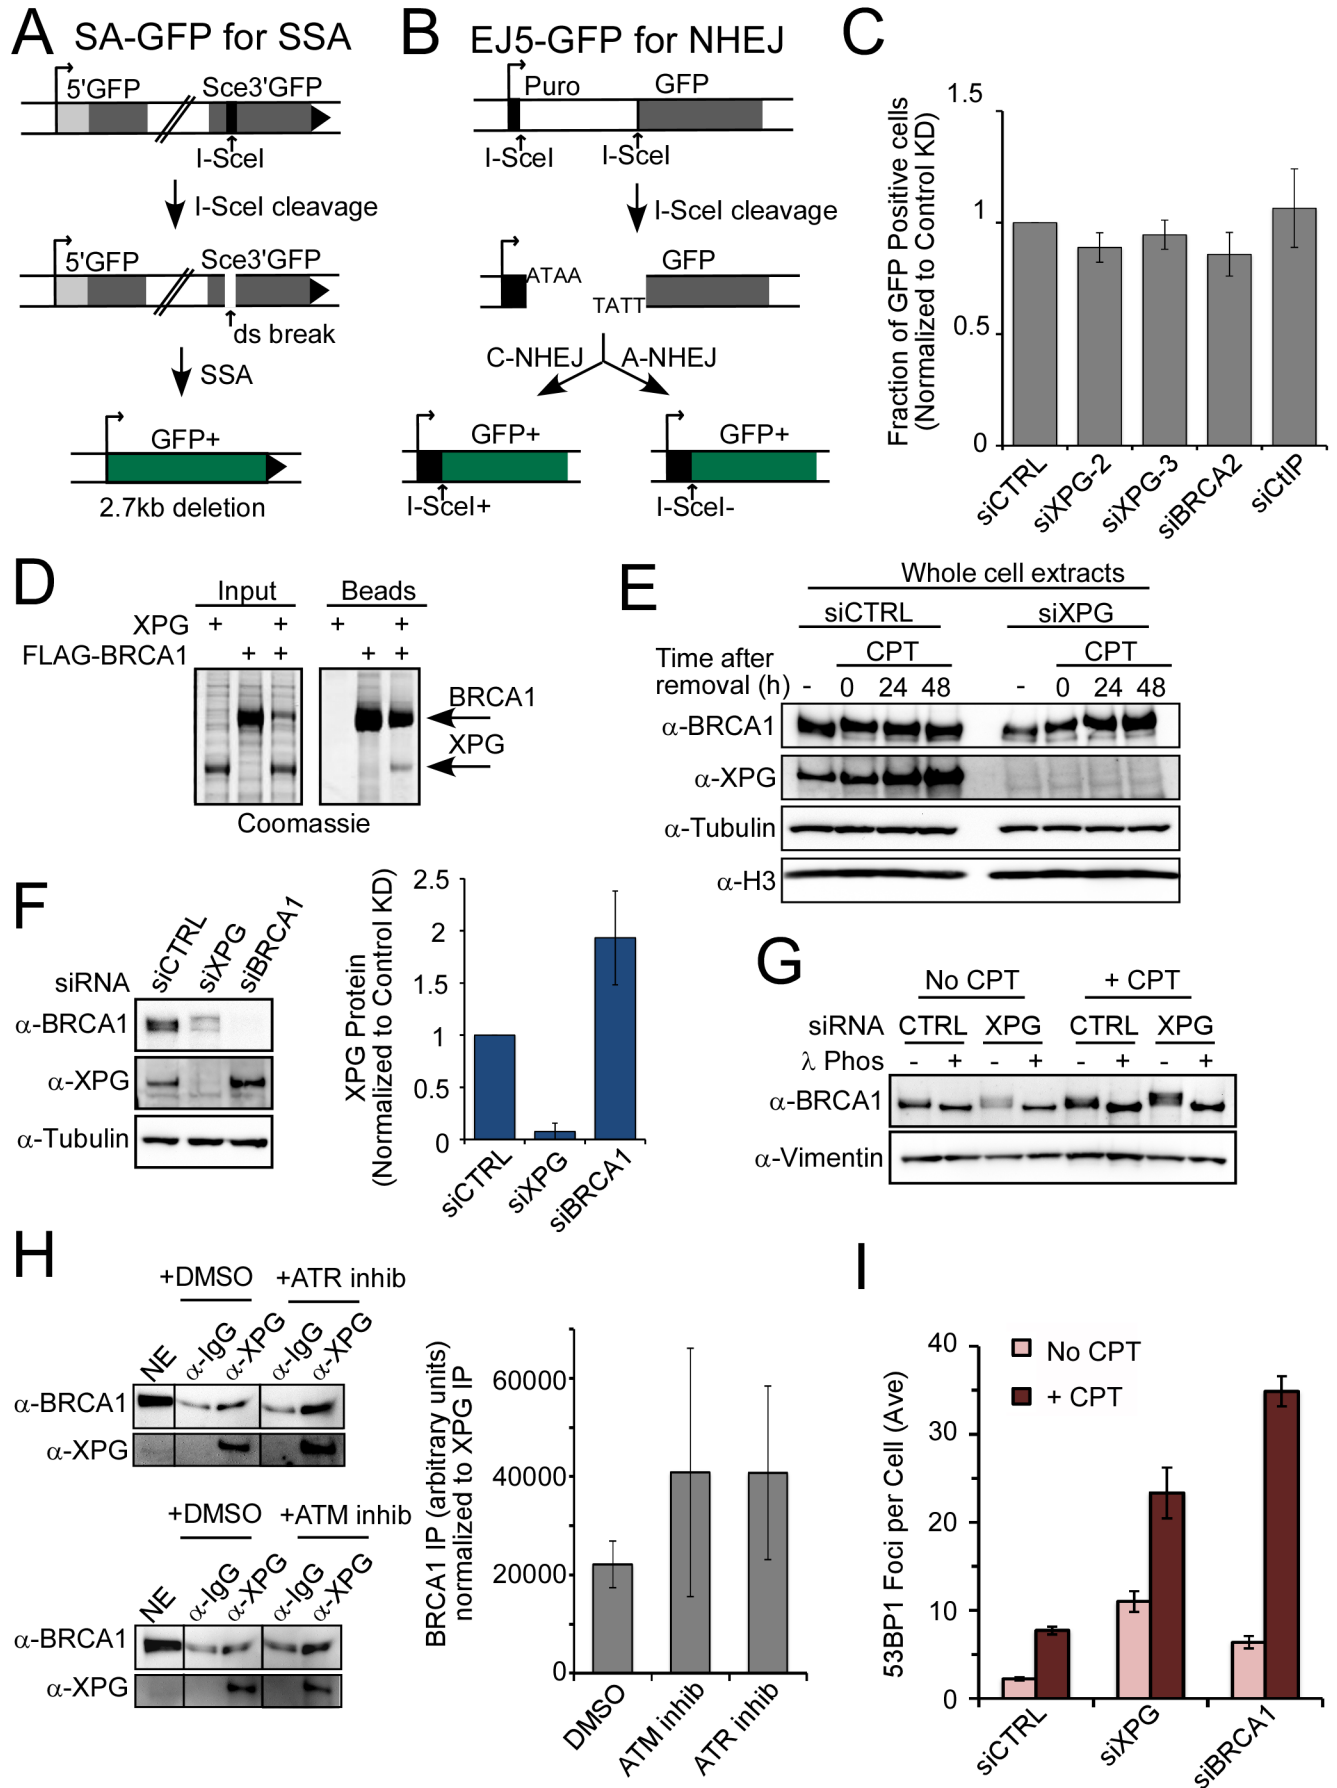 A SA-GFP for SSA
5'GFP Sce3'GFP
I-SceI
I-SceI cleavage
5'GFP Sce3'GFP
ds break
SSA
GFP+
2.7kb deletion
B EJ5-GFP for NHEJ
Puro GFP
I-SceI I-SceI
I-SceI cleavage
GFP
ATAA
TATT
C-NHEJ A-NHEJ
GFP+ GFP+
I-SceI+ I-SceI-
C
Fraction of GFP Positive cells
(Normalized to Control KD)
1.5
1
0.5
0
siCTRL siXPG-2 siXPG-3 siBRCA2 siCtIP
D
Input Beads
XPG + + + +
FLAG-BRCA1 + + + +
BRCA1
XPG
Coomassie
E
Whole cell extracts
siCTRL siXPG
Time after CPT CPT
removal (h) - 0 24 48 - 0 24 48
α-BRCA1
α-XPG
α-Tubulin
α-H3
F
siRNA siCTRL siXPG siBRCA1
α-BRCA1
α-XPG
α-Tubulin
XPG Protein
(Normalized to Control KD)
2.5
2
1.5
1
0.5
0
siCTRL siXPG siBRCA1
G
No CPT + CPT
siRNA CTRL XPG CTRL XPG
λ Phos - + - + - + - +
α-BRCA1
α-Vimentin
H
+DMSO +ATR inhib
NE α-IgG α-XPG α-IgG α-XPG
α-BRCA1
α-XPG
+DMSO +ATM inhib
NE α-IgG α-XPG α-IgG α-XPG
α-BRCA1
α-XPG
BRCA1 IP (arbitrary units)
normalized to XPG IP
60000
40000
20000
0
DMSO ATM inhib ATR inhib
I
53BP1 Foci per Cell (Ave)
No CPT
+ CPT
40
30
20
10
0
siCTRL siXPG siBRCA1